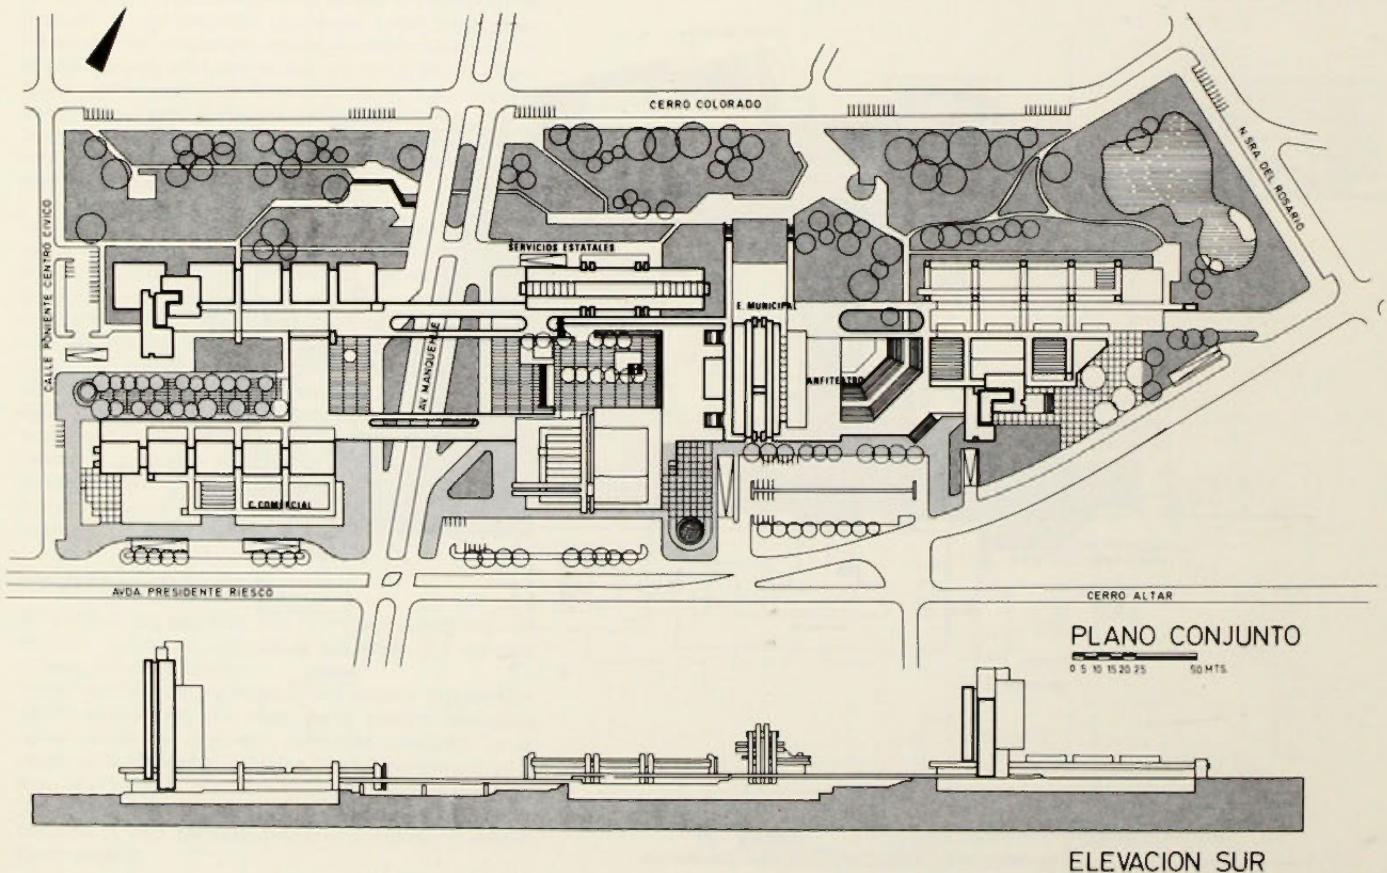 CERRO COLORADO
N. SRA. DEL ROSARIO
CALLE PONIENTE CENTRO CIVICO
SERVICIOS ESTATALES
E. MUNICIPAL
AV. MANQUEHUE
ANFITEATRO
C. COMERCIAL
AVDA. PRESIDENTE RIESCO
CERRO ALTAR
PLANO CONJUNTO
0 5 10 15 20 25 50 MTS.
ELEVACION SUR